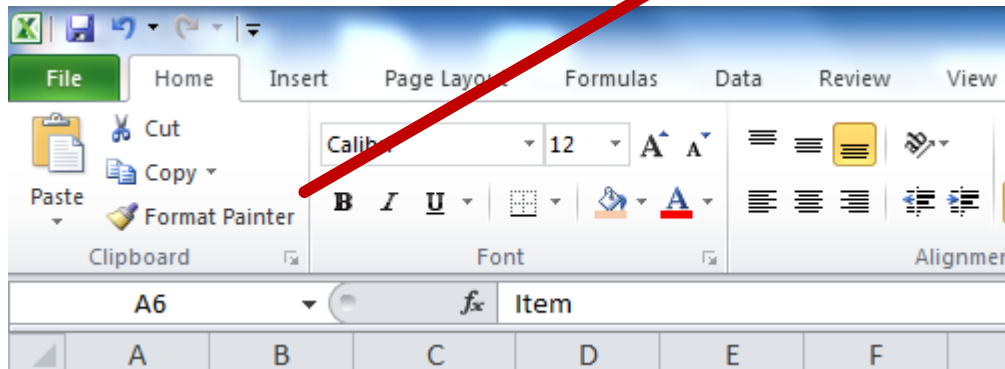 File Home Insert Page Layout Formulas Data Review View
Cut
Copy
Paste
Format Painter
12 A A
B I U A
Clipboard Font
A6 fx Item
A B C D E F